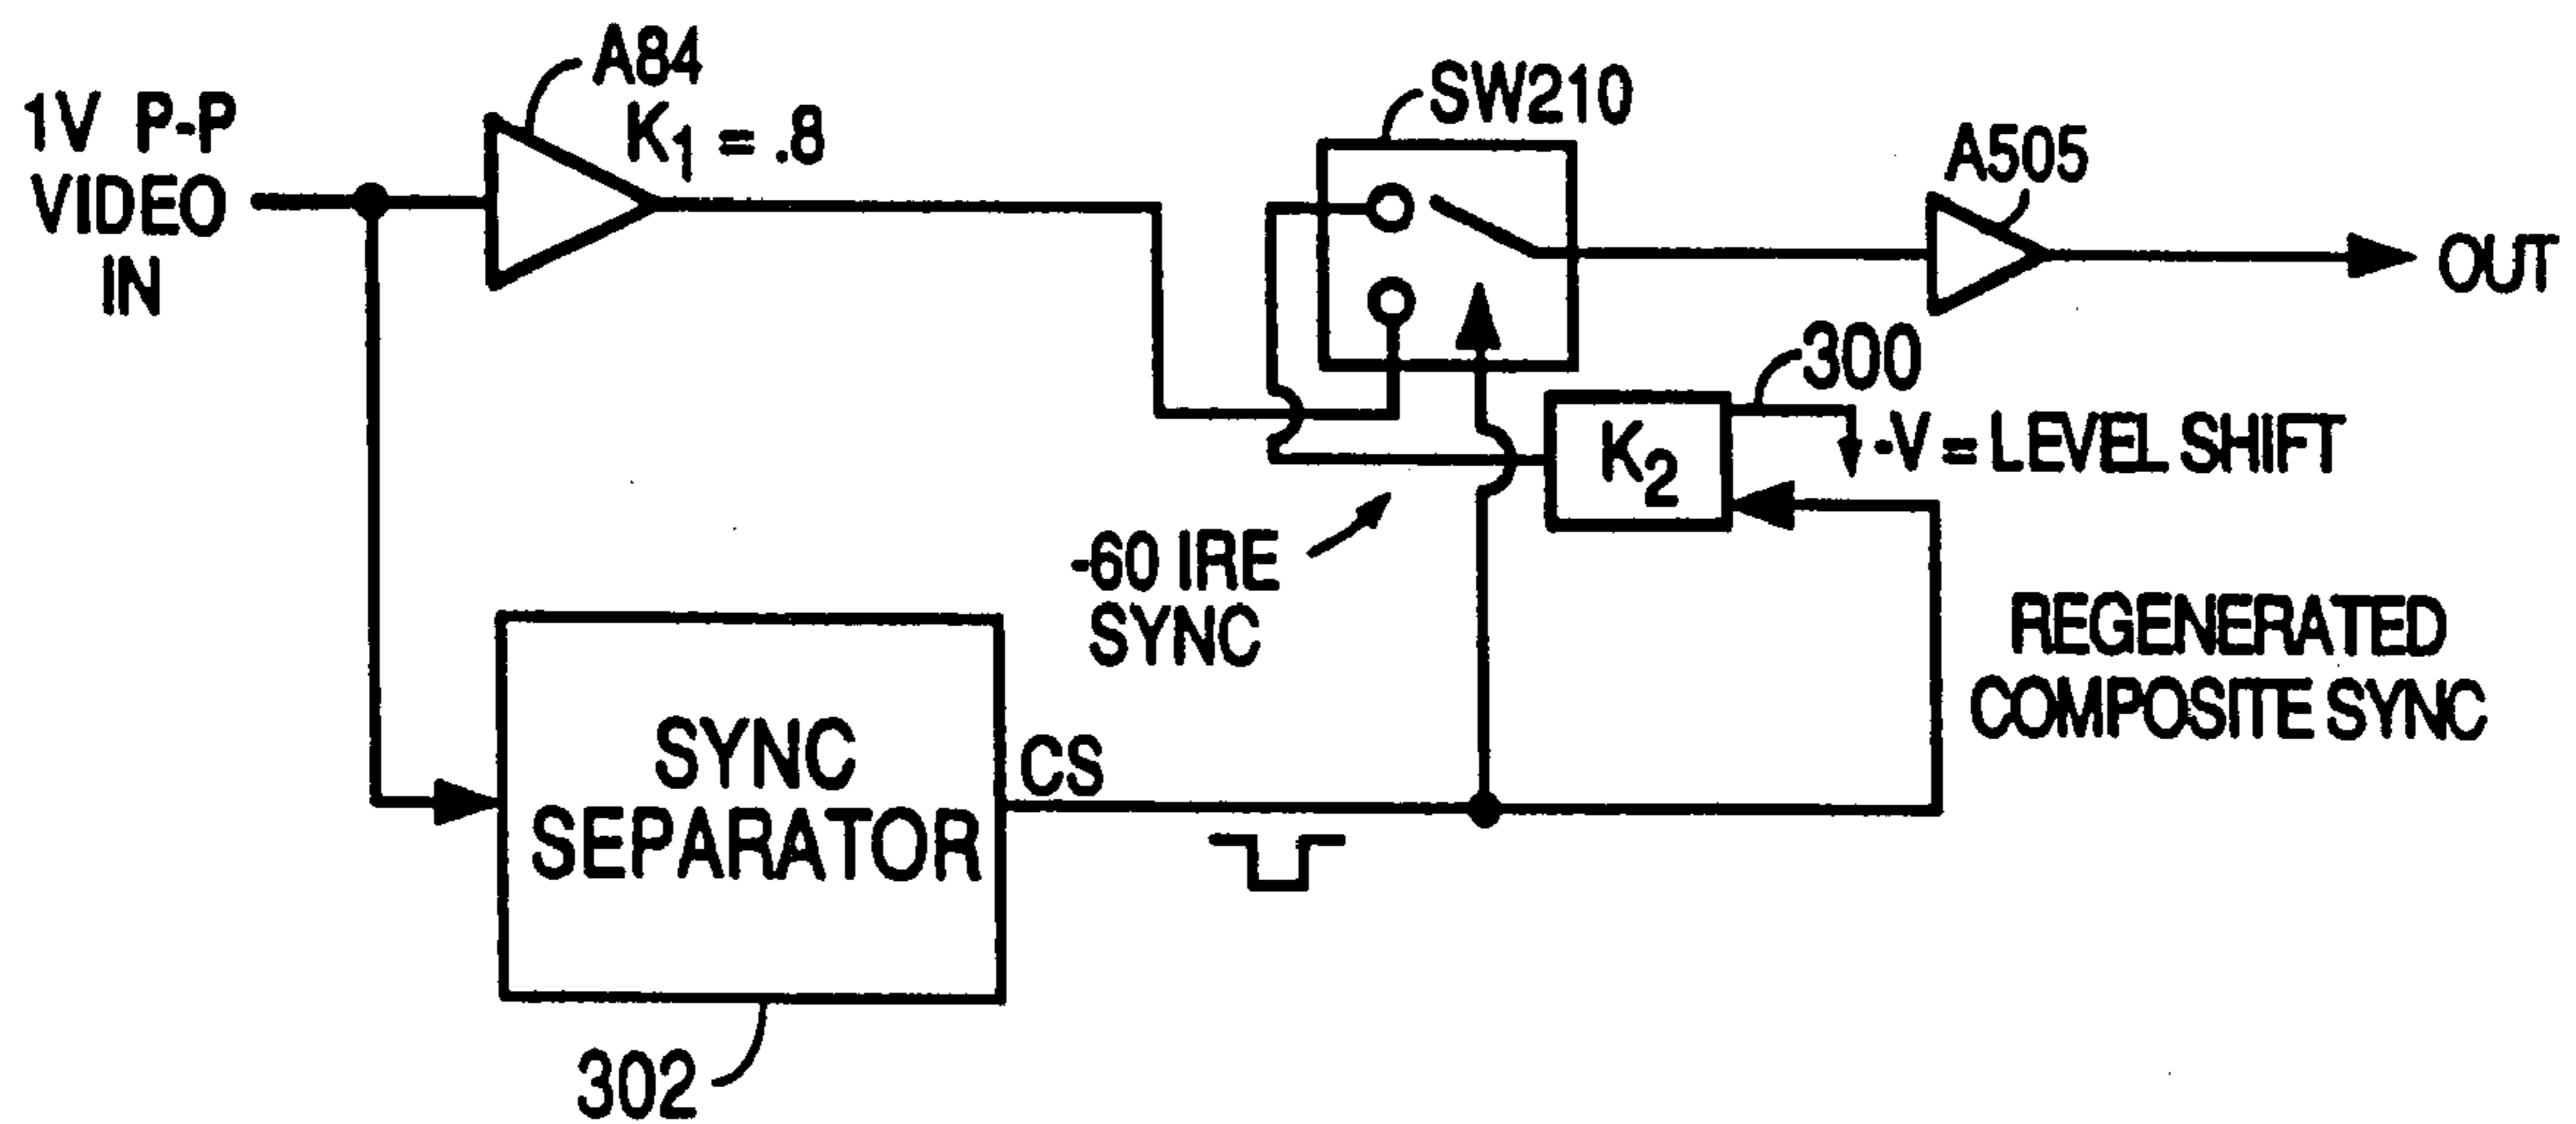 1V P-P
VIDEO
IN
A84
K1 = .8
SW210
A505
OUT
300
K2
-V = LEVEL SHIFT
-60 IRE
SYNC
REGENERATED
COMPOSITE SYNC
SYNC
SEPARATOR
CS
302